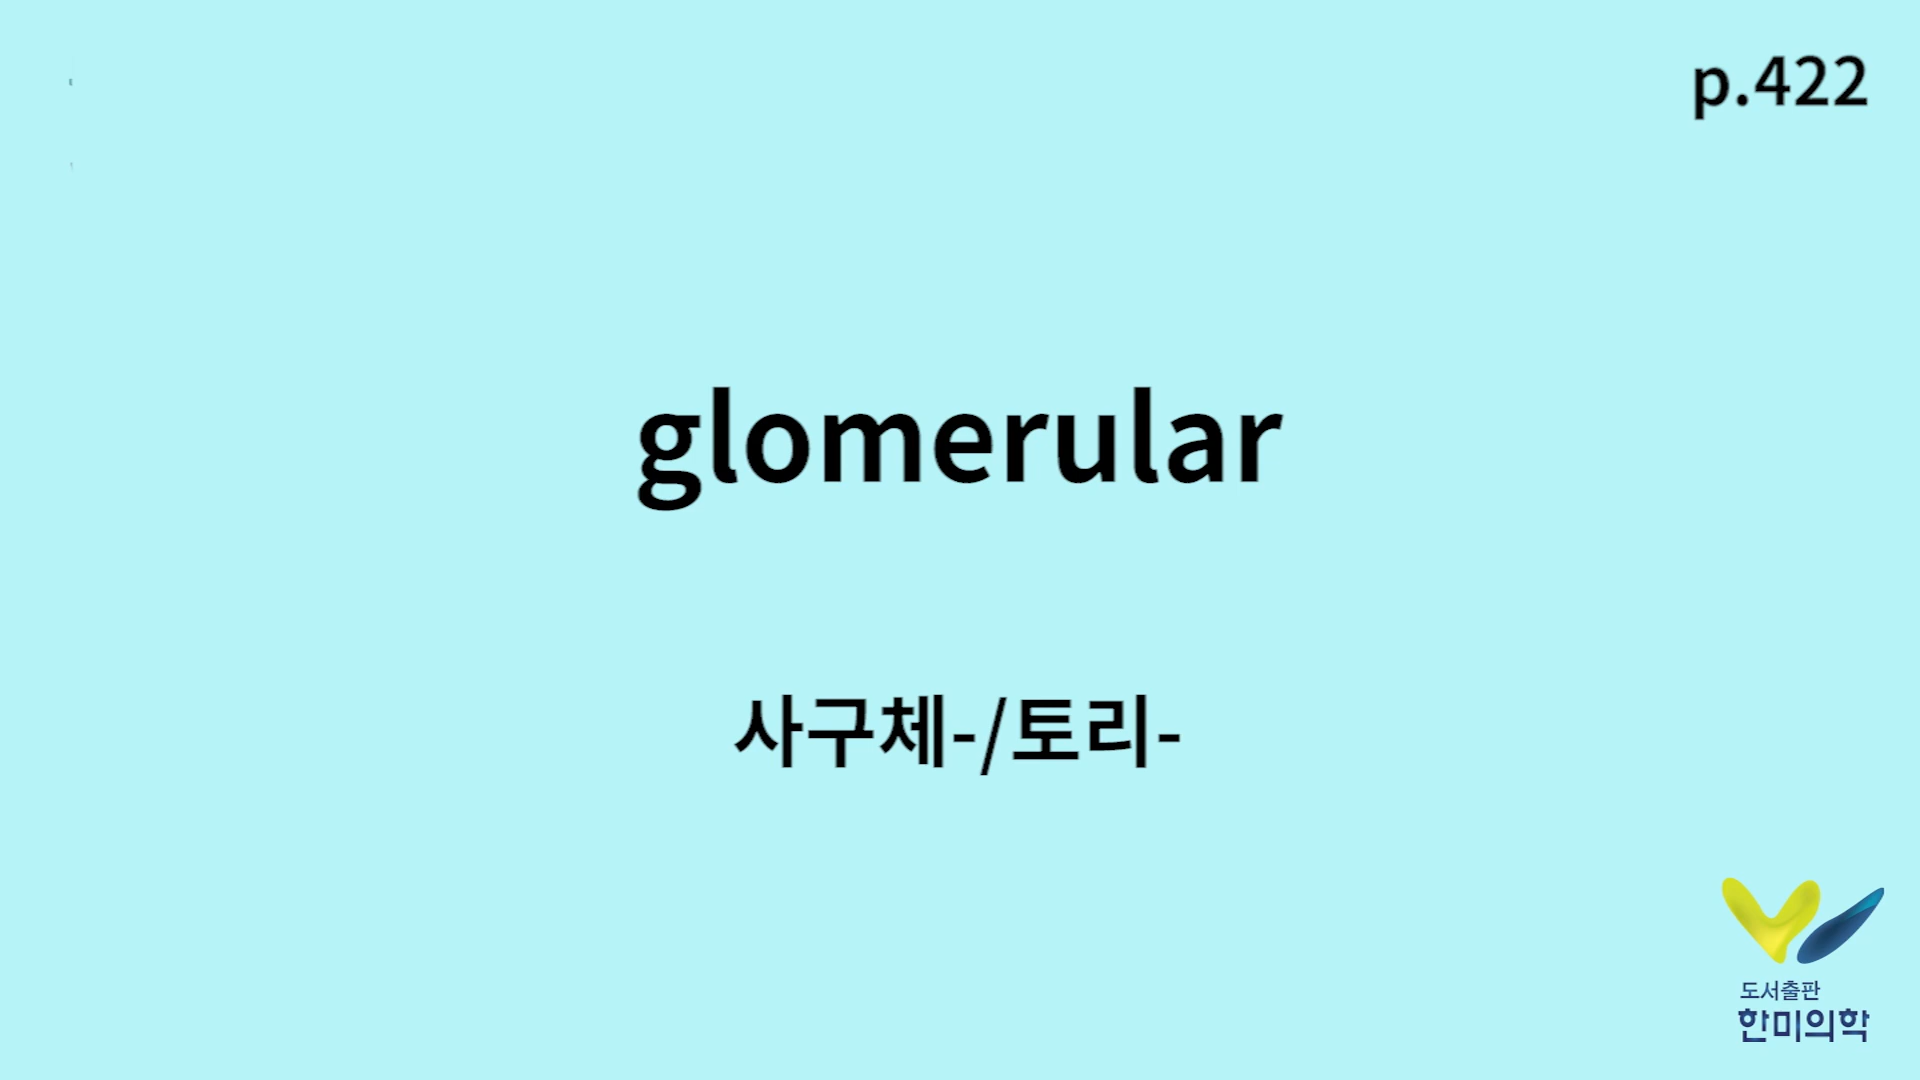 p.422
glomerular
사구체-/토리-
도서출판
한미의학